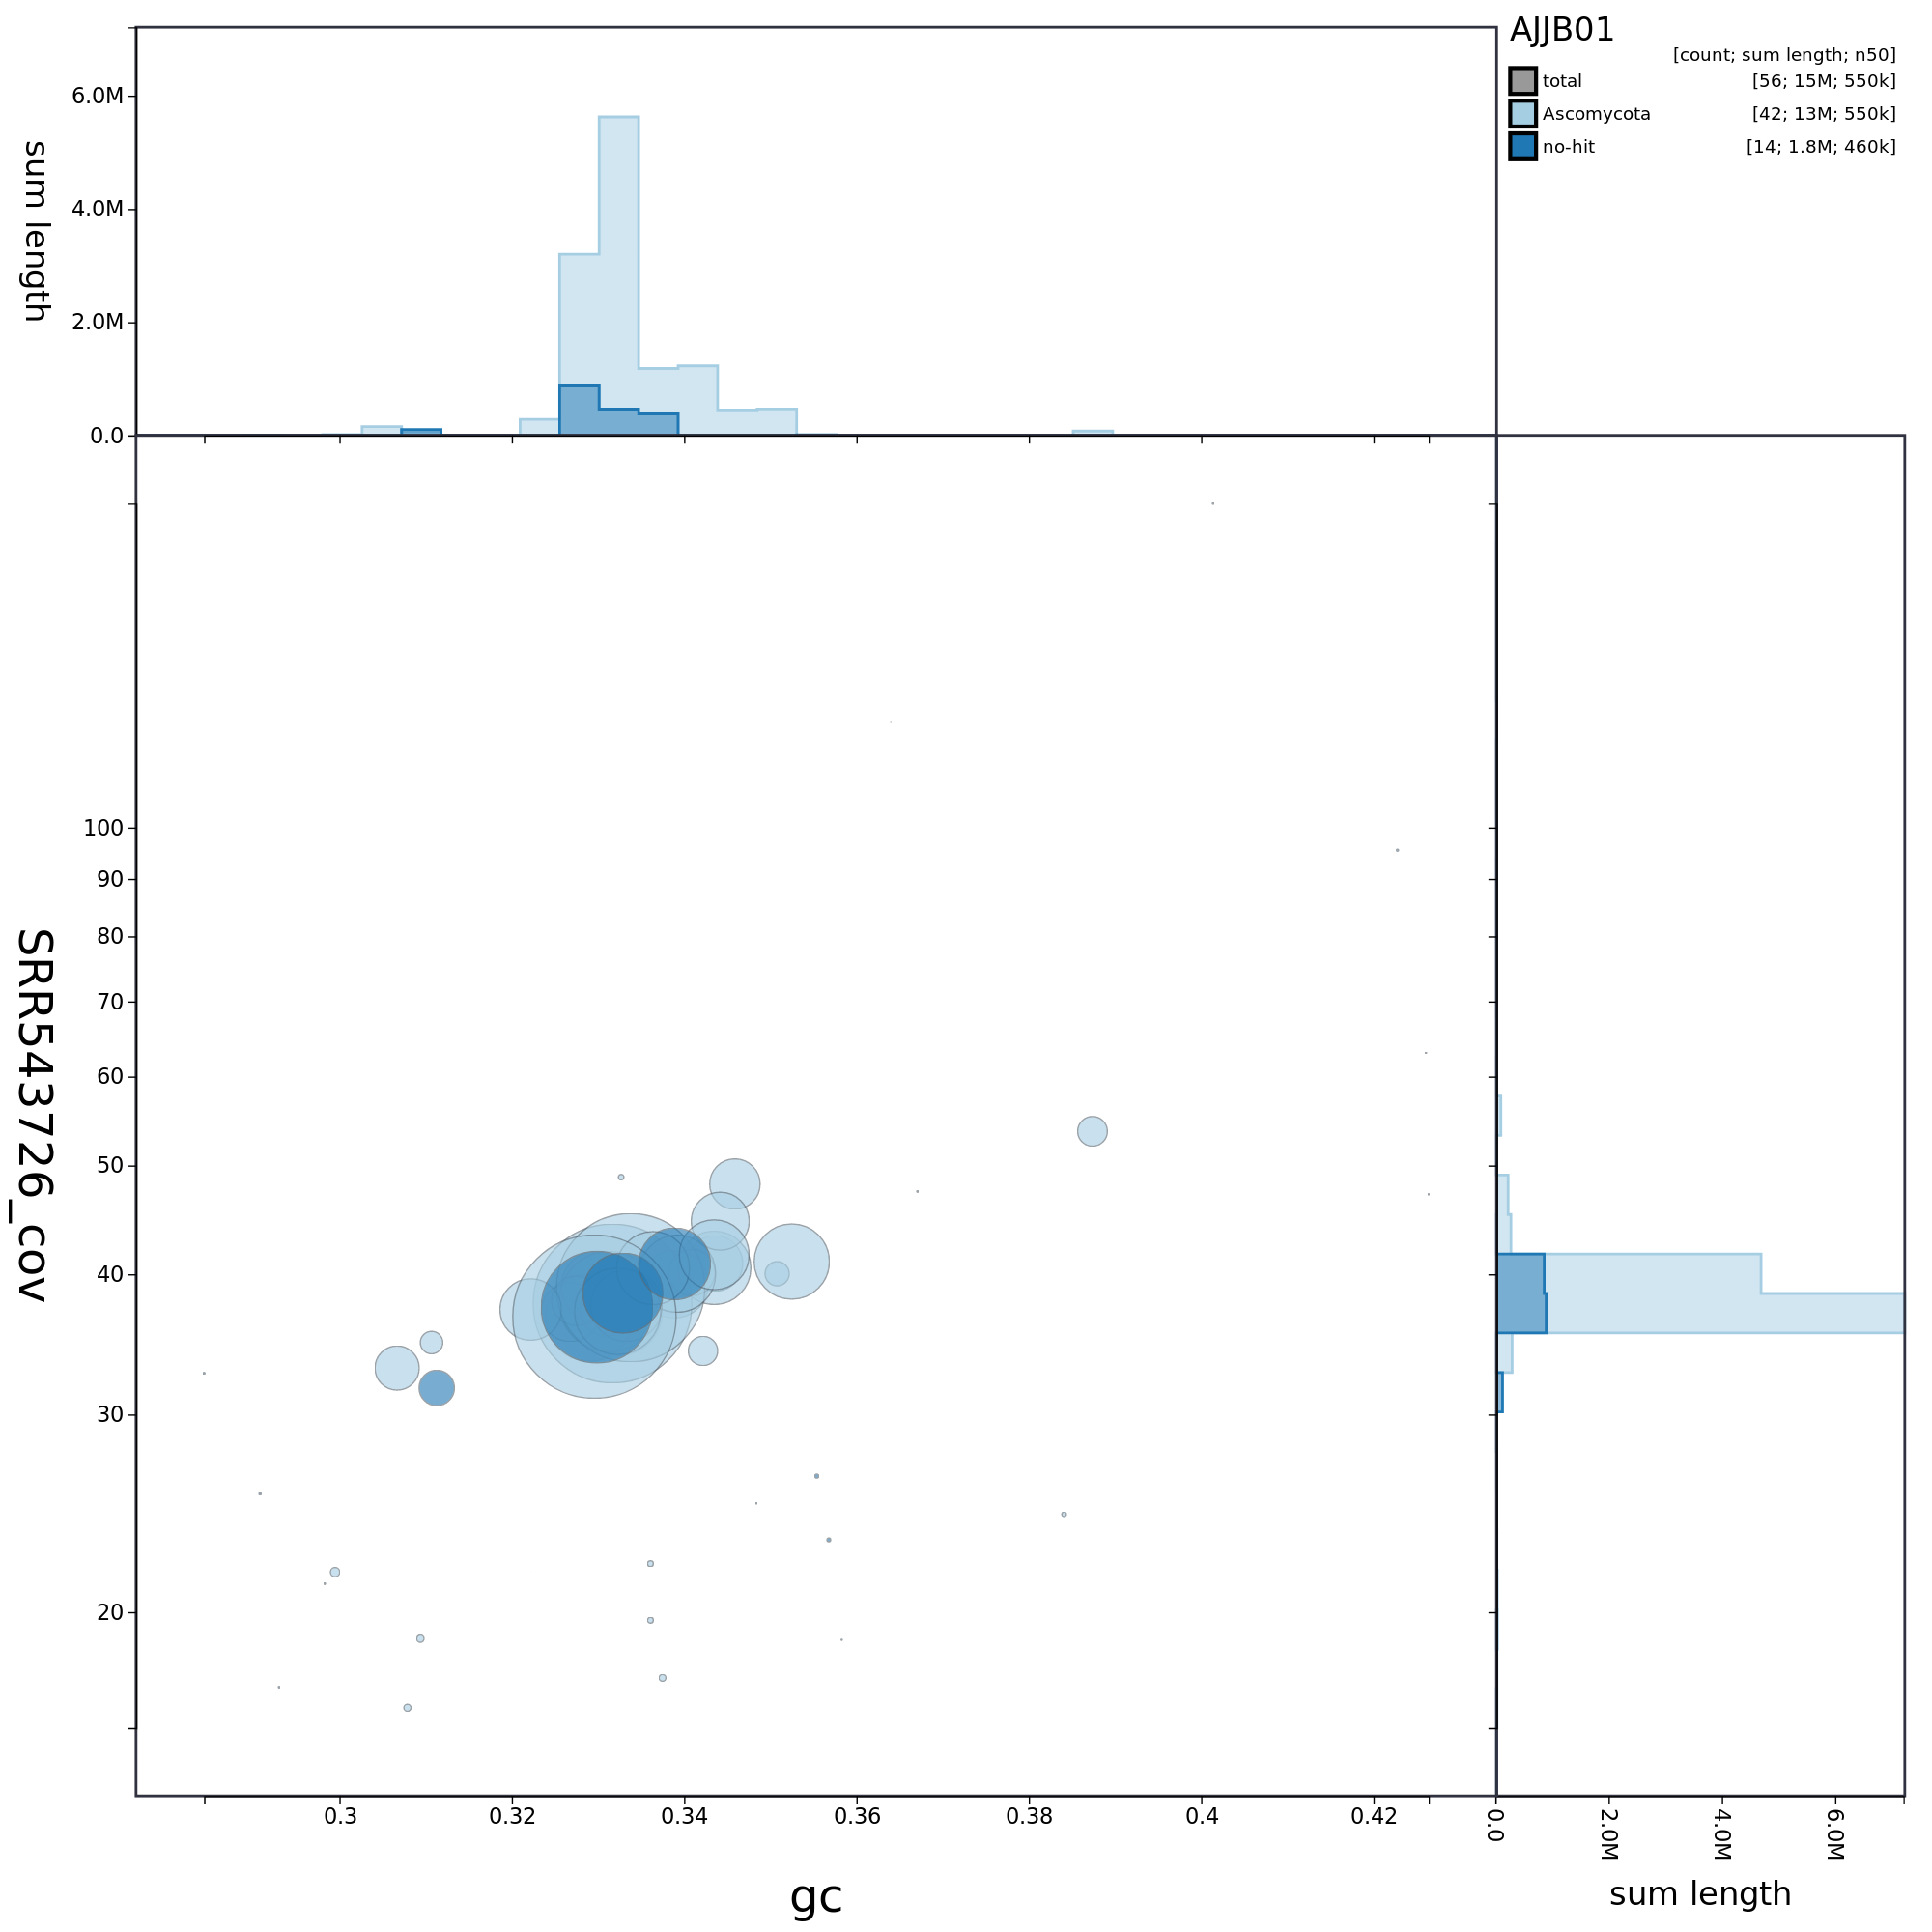 AJJB01
[count; sum length; n50]
total [56; 15M; 550k]
Ascomycota [42; 13M; 550k]
no-hit [14; 1.8M; 460k]
sum length
6.0M
4.0M
2.0M
0.0
SRR543726_cov
100
90
80
70
60
50
40
30
20
0.3 0.32 0.34 0.36 0.38 0.4 0.42
gc
0.0 2.0M 4.0M 6.0M
sum length